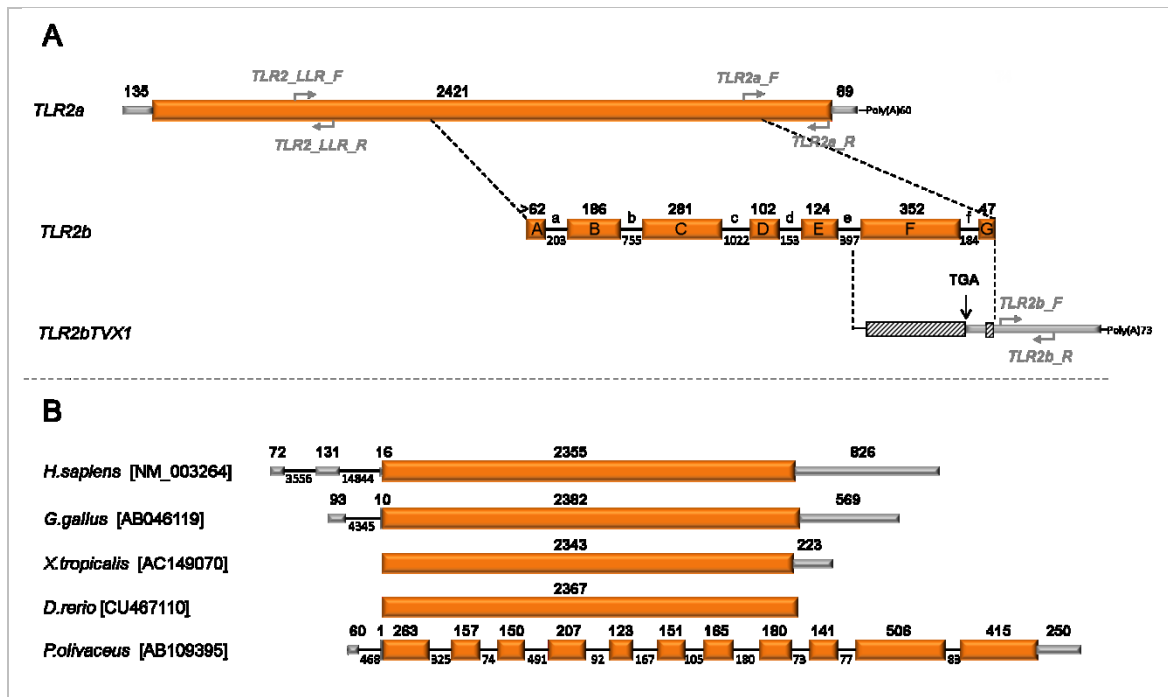 A
135 2421 89
TLR2_LLR_F TLR2a_F
TLR2a Poly(A)60
TLR2_LLR_R TLR2a_R
>62 a 186 b 281 c 102 d 124 e 352 f 47
TLR2b A B C D E F G
203 755 1022 153 397 184
TGA
TLR2b_F
TLR2bTVX1 Poly(A)73
TLR2b_R
B
72 131 16 2355 826
H.sapiens [NM_003264]
3556 14844
93 10 2382 569
G.gallus [AB046119]
4345
2343 223
X.tropicalis [AC149070]
2367
D.rerio [CU467110]
60 1 263 157 150 207 123 151 165 180 141 506 415 250
P.olivaceus [AB109395]
468 325 74 491 92 167 105 180 73 77 83